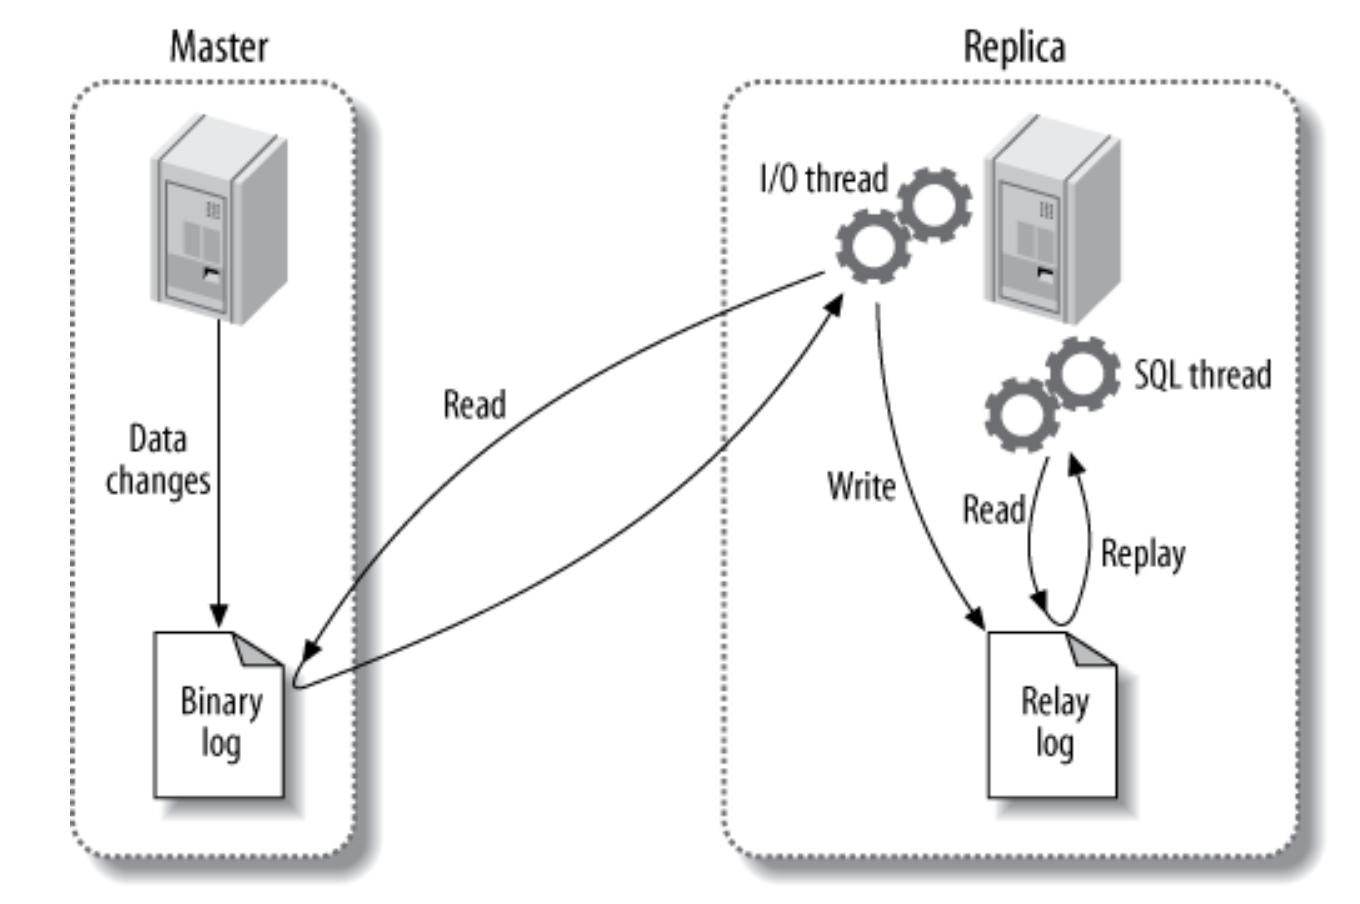 Master
Replica
I/O thread
SQL thread
Read
Data
changes
Write
Read
Replay
Binary
log
Relay
log